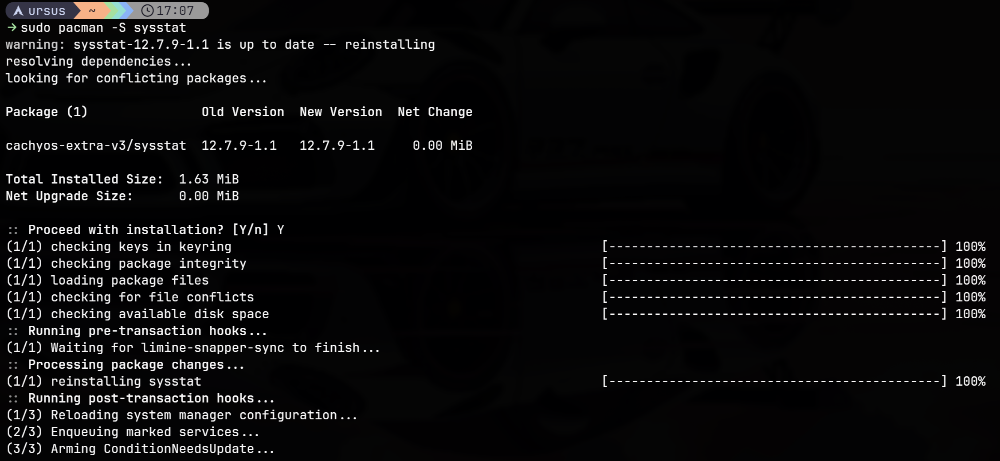 ursus ~ 17:07
→ sudo pacman -S sysstat
warning: sysstat-12.7.9-1.1 is up to date -- reinstalling
resolving dependencies...
looking for conflicting packages...
Package (1)               Old Version  New Version  Net Change
cachyos-extra-v3/sysstat  12.7.9-1.1   12.7.9-1.1     0.00 MiB
Total Installed Size:  1.63 MiB
Net Upgrade Size:      0.00 MiB
:: Proceed with installation? [Y/n] Y
(1/1) checking keys in keyring [--------------------------------------------] 100%
(1/1) checking package integrity [--------------------------------------------] 100%
(1/1) loading package files [--------------------------------------------] 100%
(1/1) checking for file conflicts [--------------------------------------------] 100%
(1/1) checking available disk space [--------------------------------------------] 100%
:: Running pre-transaction hooks...
(1/1) Waiting for limine-snapper-sync to finish...
:: Processing package changes...
(1/1) reinstalling sysstat [--------------------------------------------] 100%
:: Running post-transaction hooks...
(1/3) Reloading system manager configuration...
(2/3) Enqueuing marked services...
(3/3) Arming ConditionNeedsUpdate...